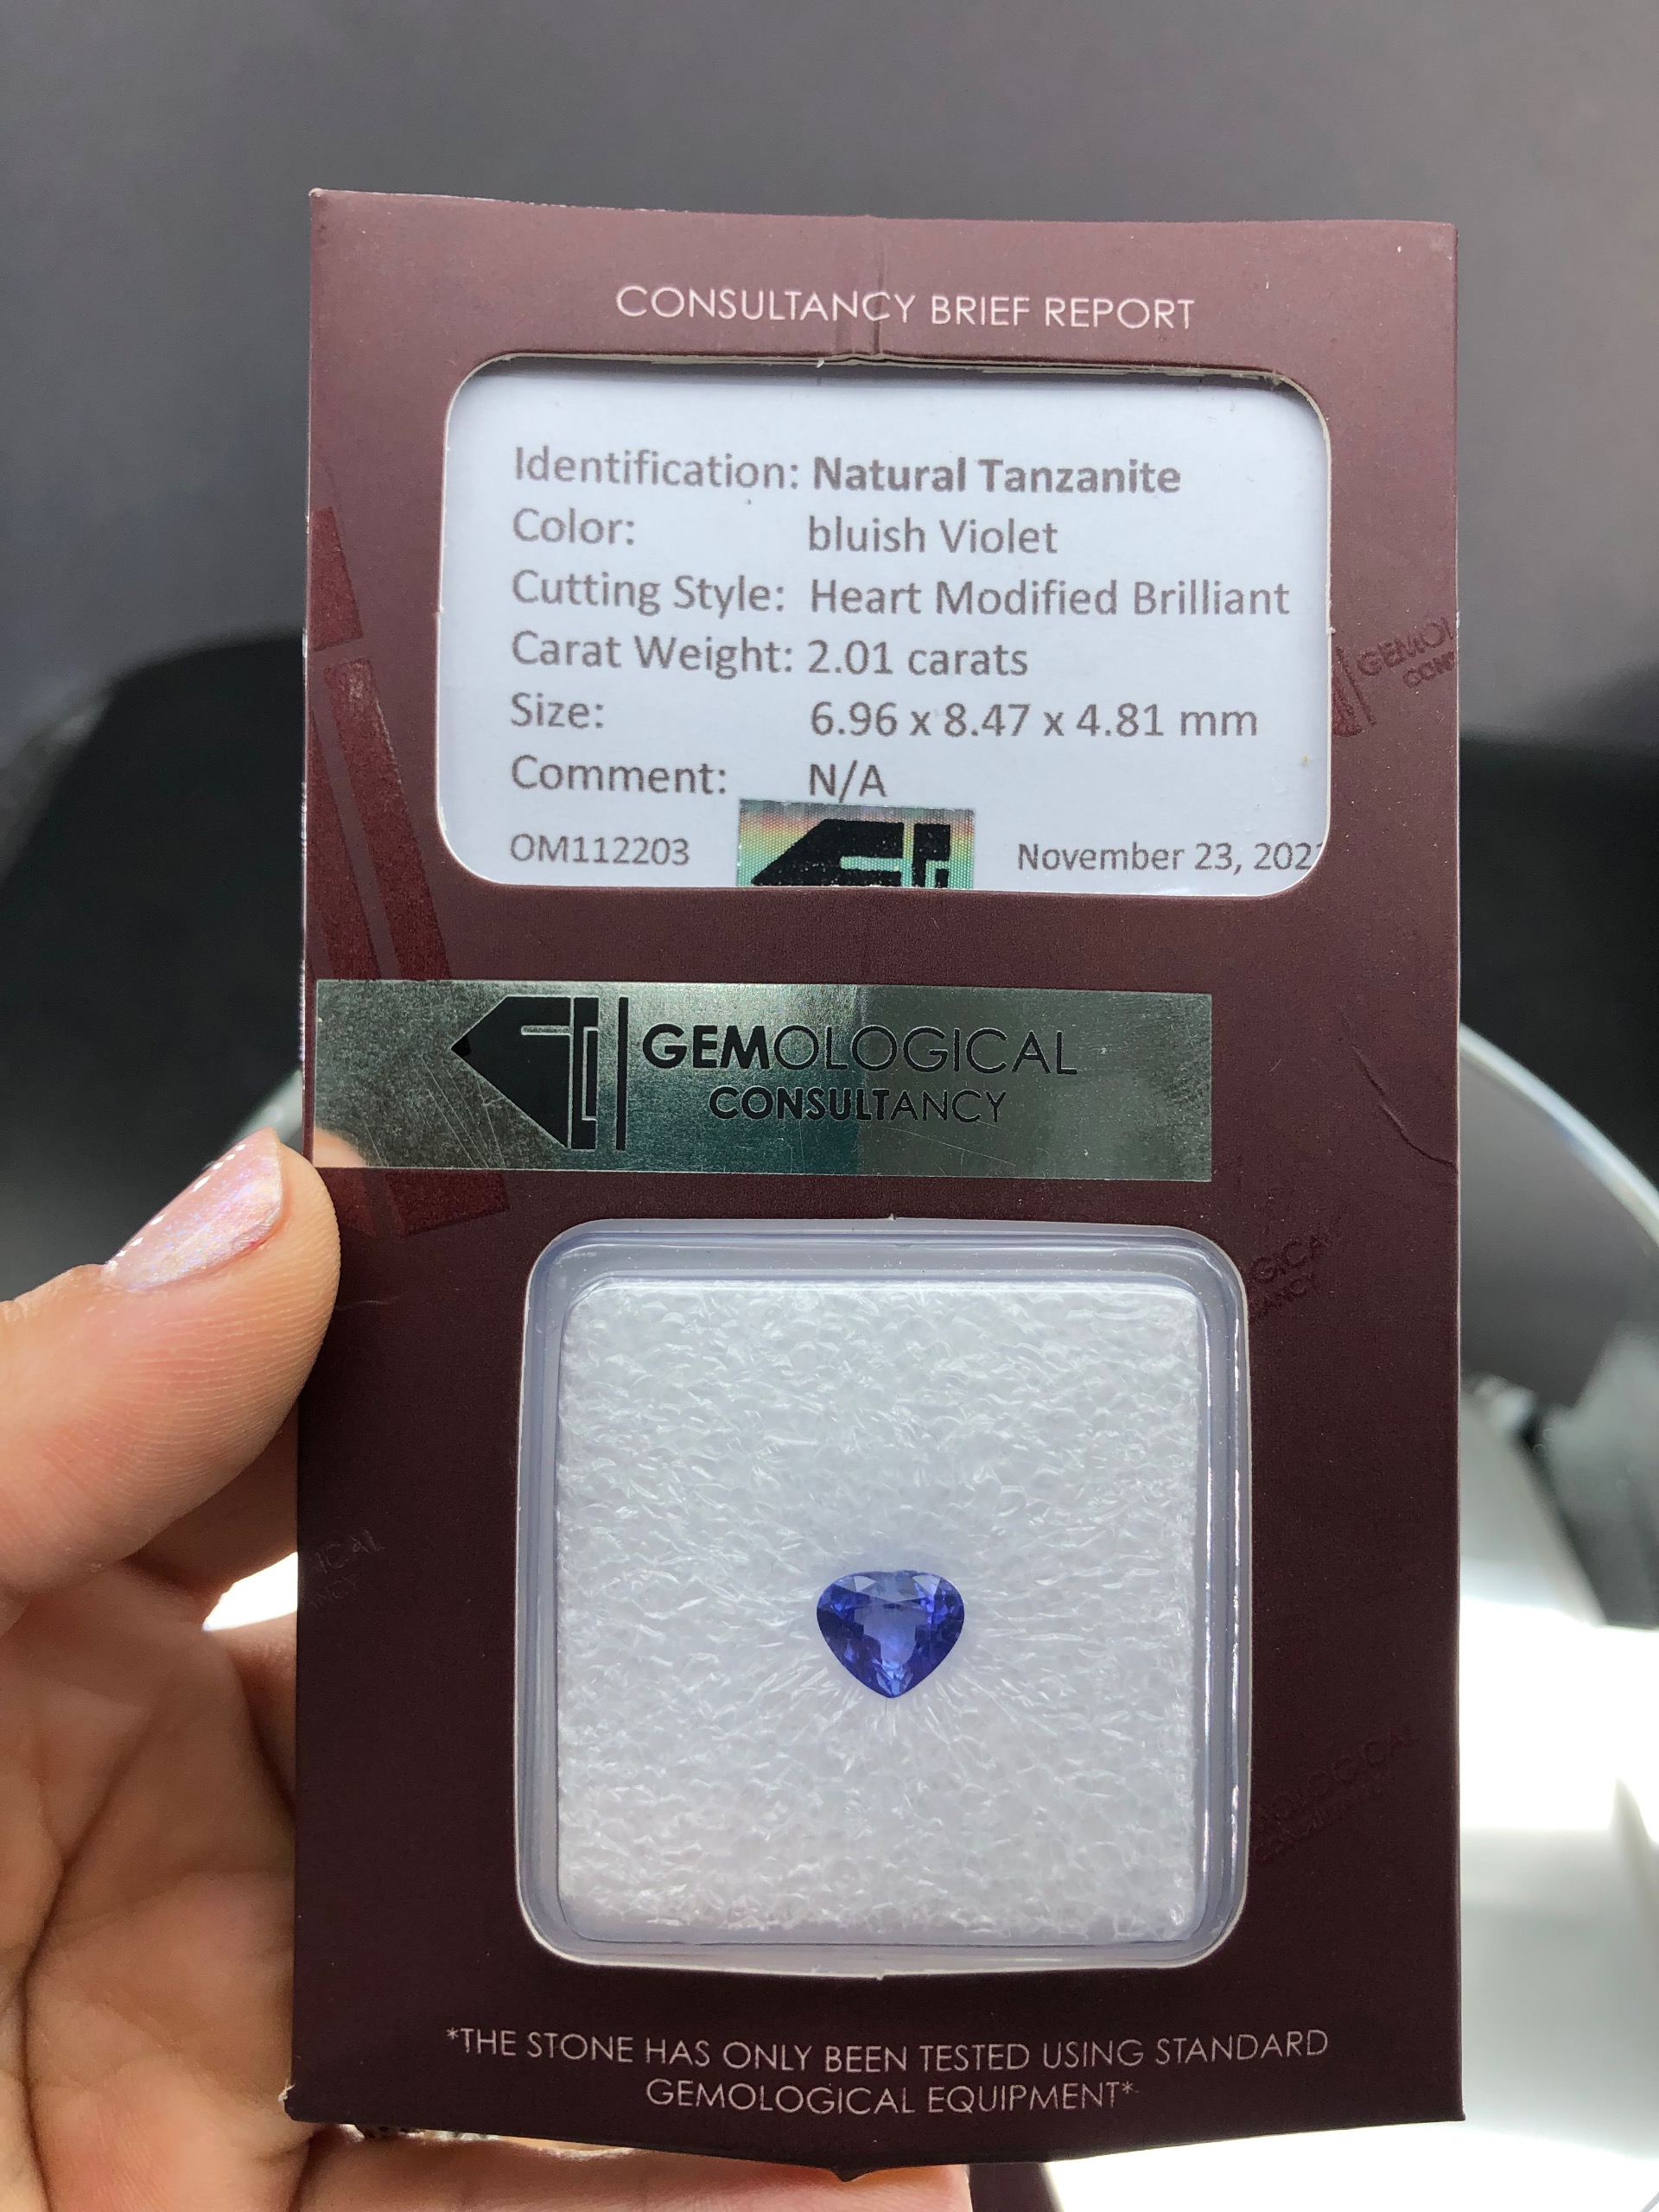 CONSULTANCY BRIEF REPORT
Identification: Natural Tanzanite
Color: bluish Violet
Cutting Style: Heart Modified Brilliant
Carat Weight: 2.01 carats
Size: 6.96 x 8.47 x 4.81 mm
Comment: N/A
OM112203 November 23,
GEMOLOGICAL
CONSULTANCY
*THE STONE HAS ONLY BEEN TESTED USING STANDARD
GEMOLOGICAL EQUIPMENT*